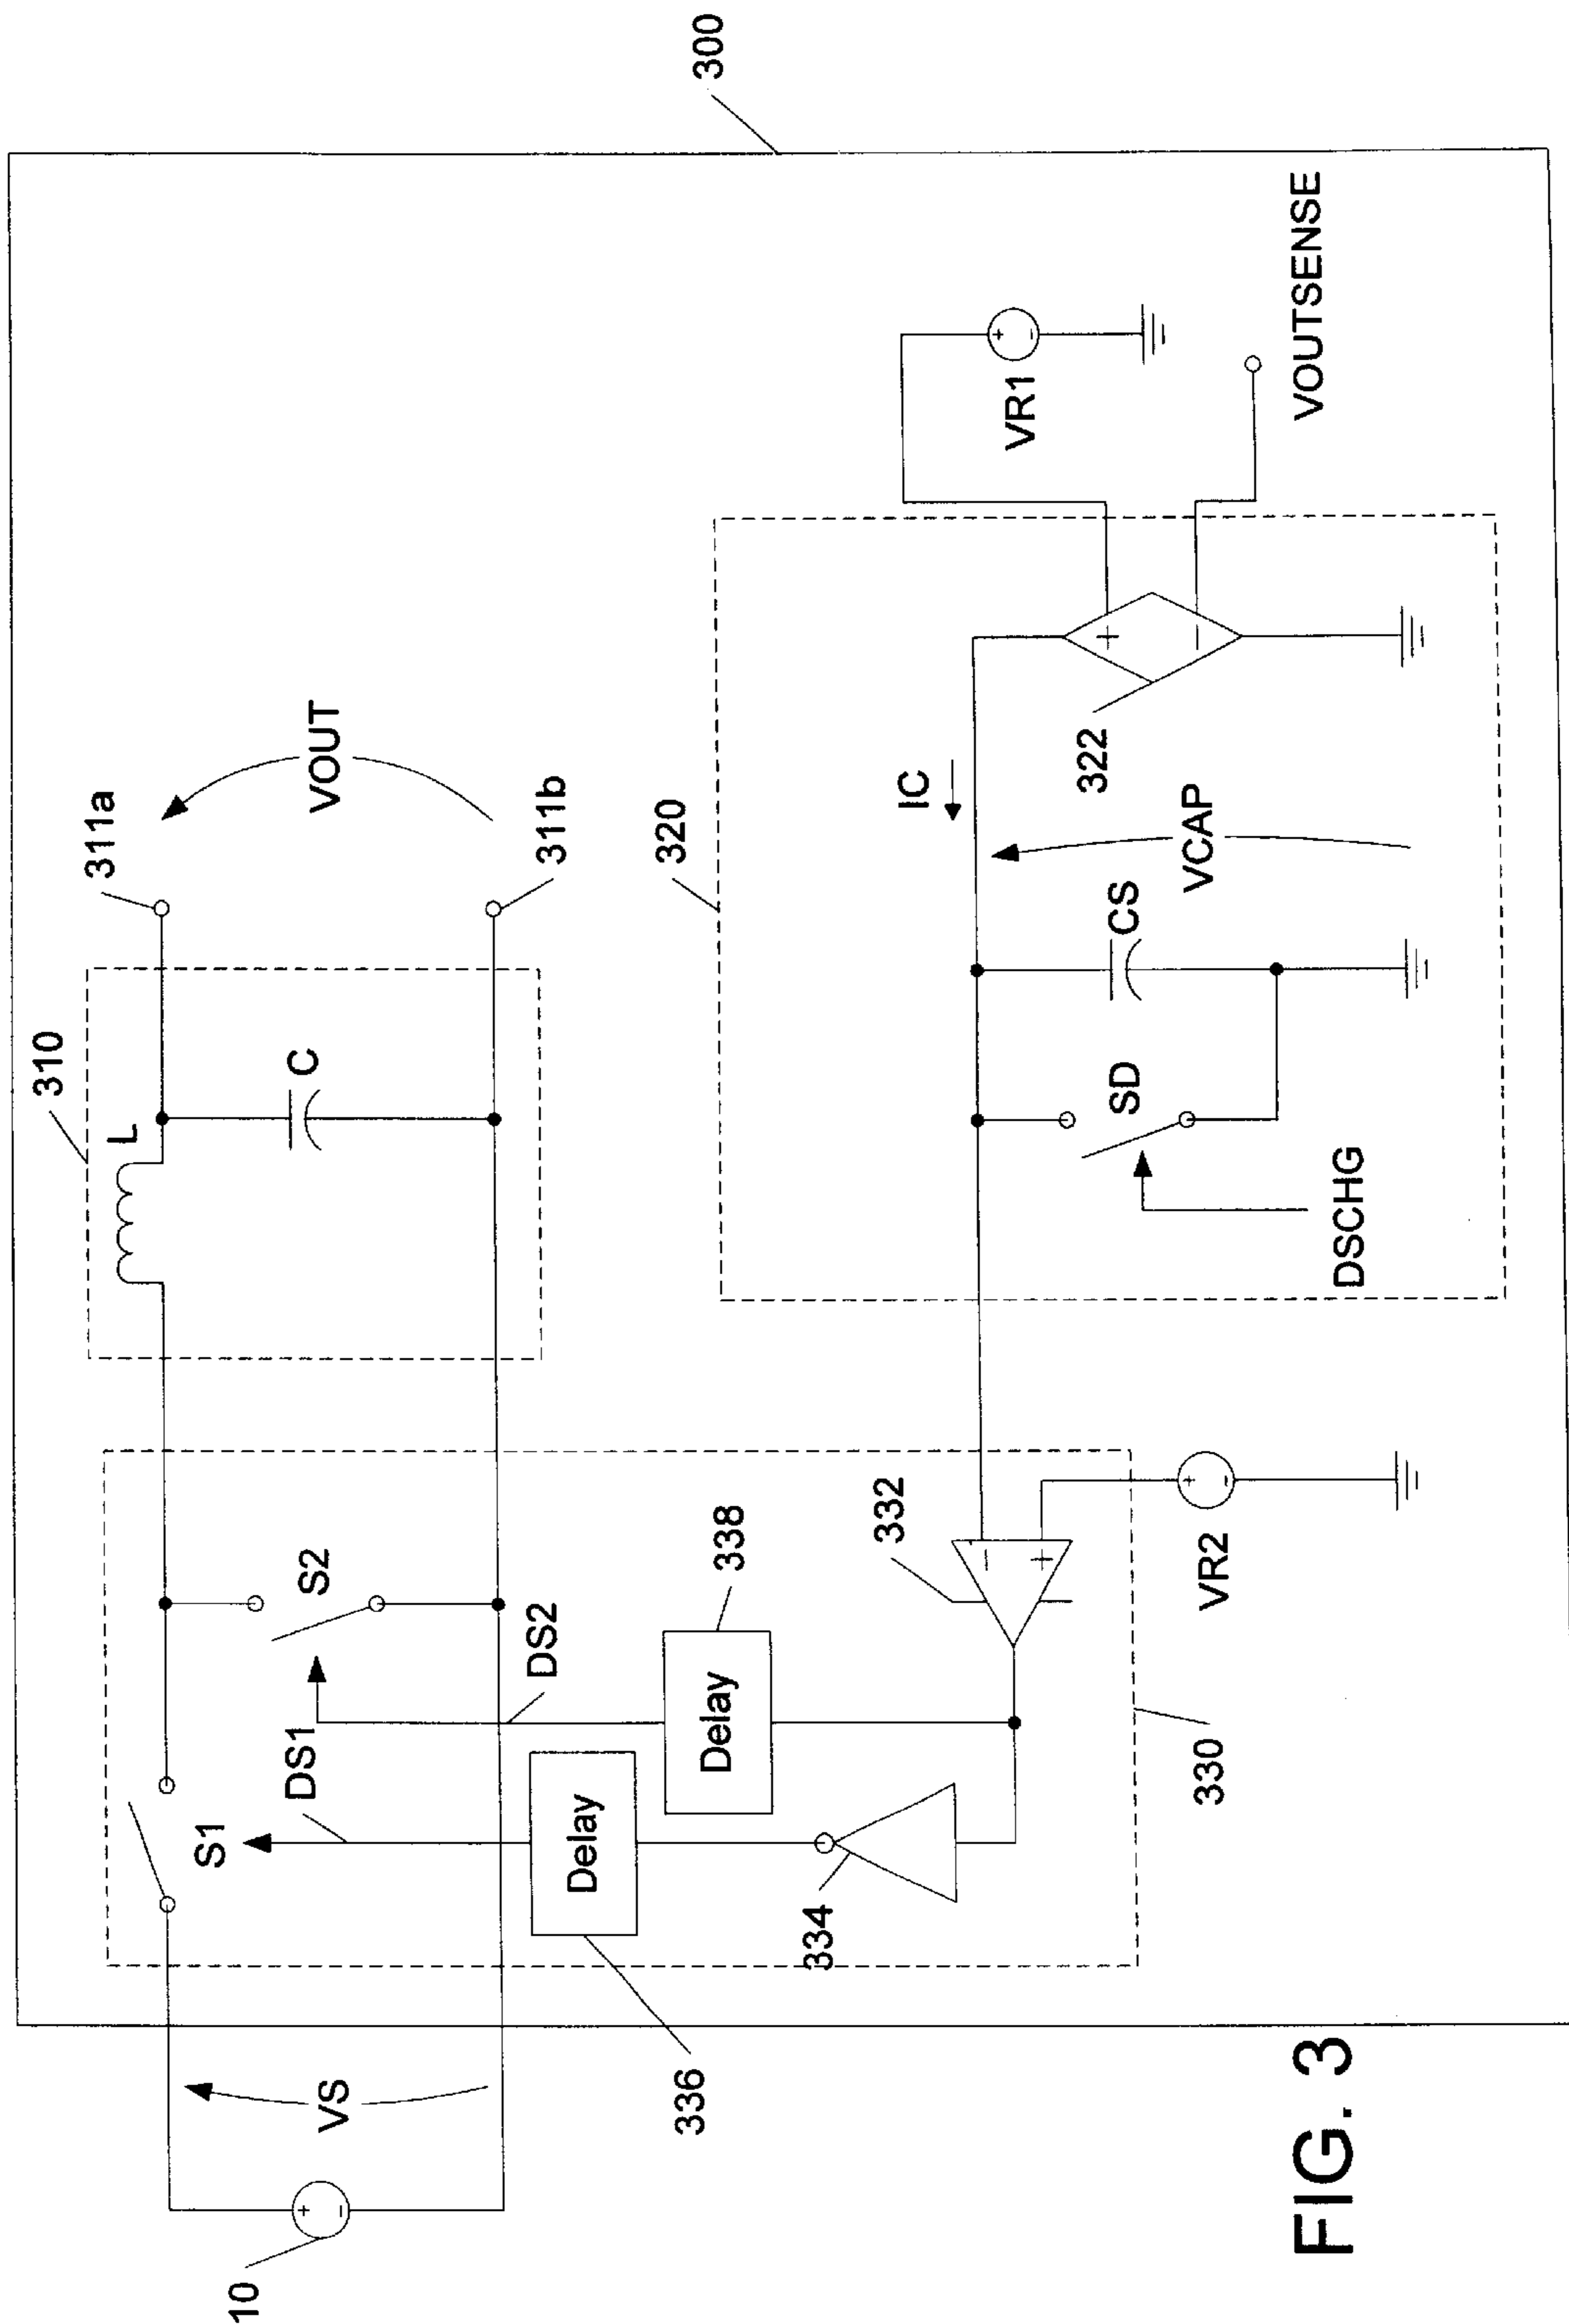 300
310
L
C
311a
VOUT
311b
10
+
-
VS
S1
DS1
S2
DS2
336
Delay
338
Delay
334
332
-
+
330
VR2
+
-
320
IC
VCAP
CS
SD
DSCHG
322
+
-
VR1
+
-
VOUTSENSE
FIG. 3